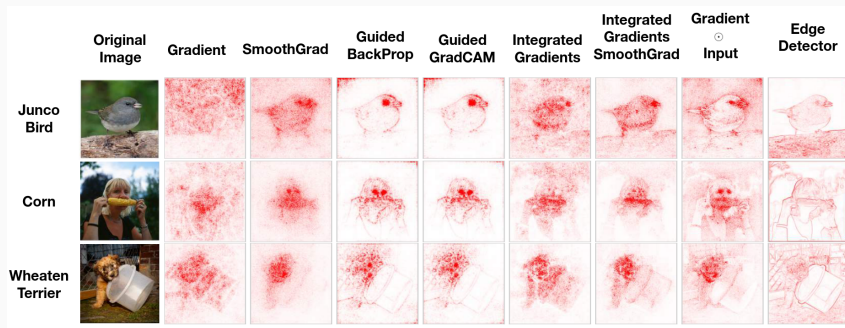 Original
Image
Gradient
SmoothGrad
Guided
BackProp
Guided
GradCAM
Integrated
Gradients
Integrated
Gradients
SmoothGrad
Gradient
⊙
Input
Edge
Detector
Junco
Bird
Corn
Wheaten
Terrier